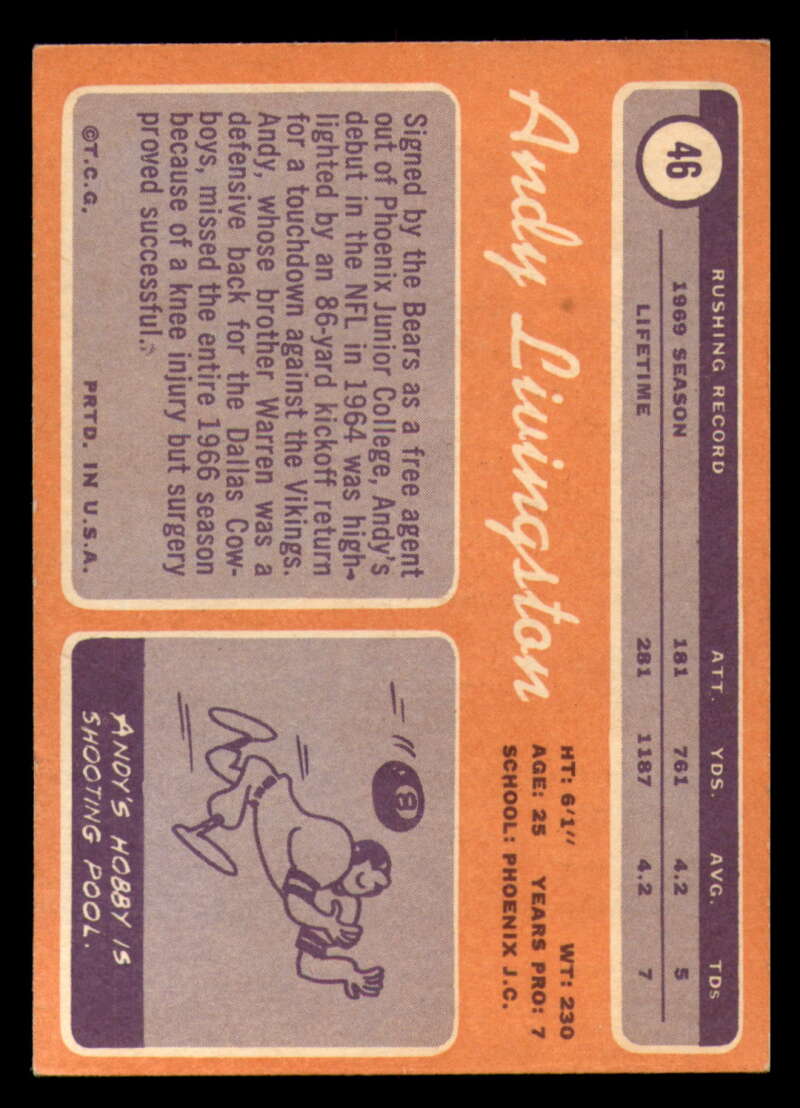 46
RUSHING RECORD ATT. YDS. AVG. TDS
1969 SEASON 181 761 4.2 5
LIFETIME 281 1187 4.2 7
Andy Livingston
HT: 6'1" WT: 230
AGE: 25 YEARS PRO: 7
SCHOOL: PHOENIX J.C.
Signed by the Bears as a free agent
out of Phoenix Junior College, Andy's
debut in the NFL in 1964 was high-
lighted by an 86-yard kickoff return
for a touchdown against the Vikings.
Andy, whose brother Warren was a
defensive back for the Dallas Cow-
boys, missed the entire 1966 season
because of a knee injury but surgery
proved successful.
©T.C.G. PRTD. IN U.S.A.
8
ANDY'S HOBBY IS
SHOOTING POOL.